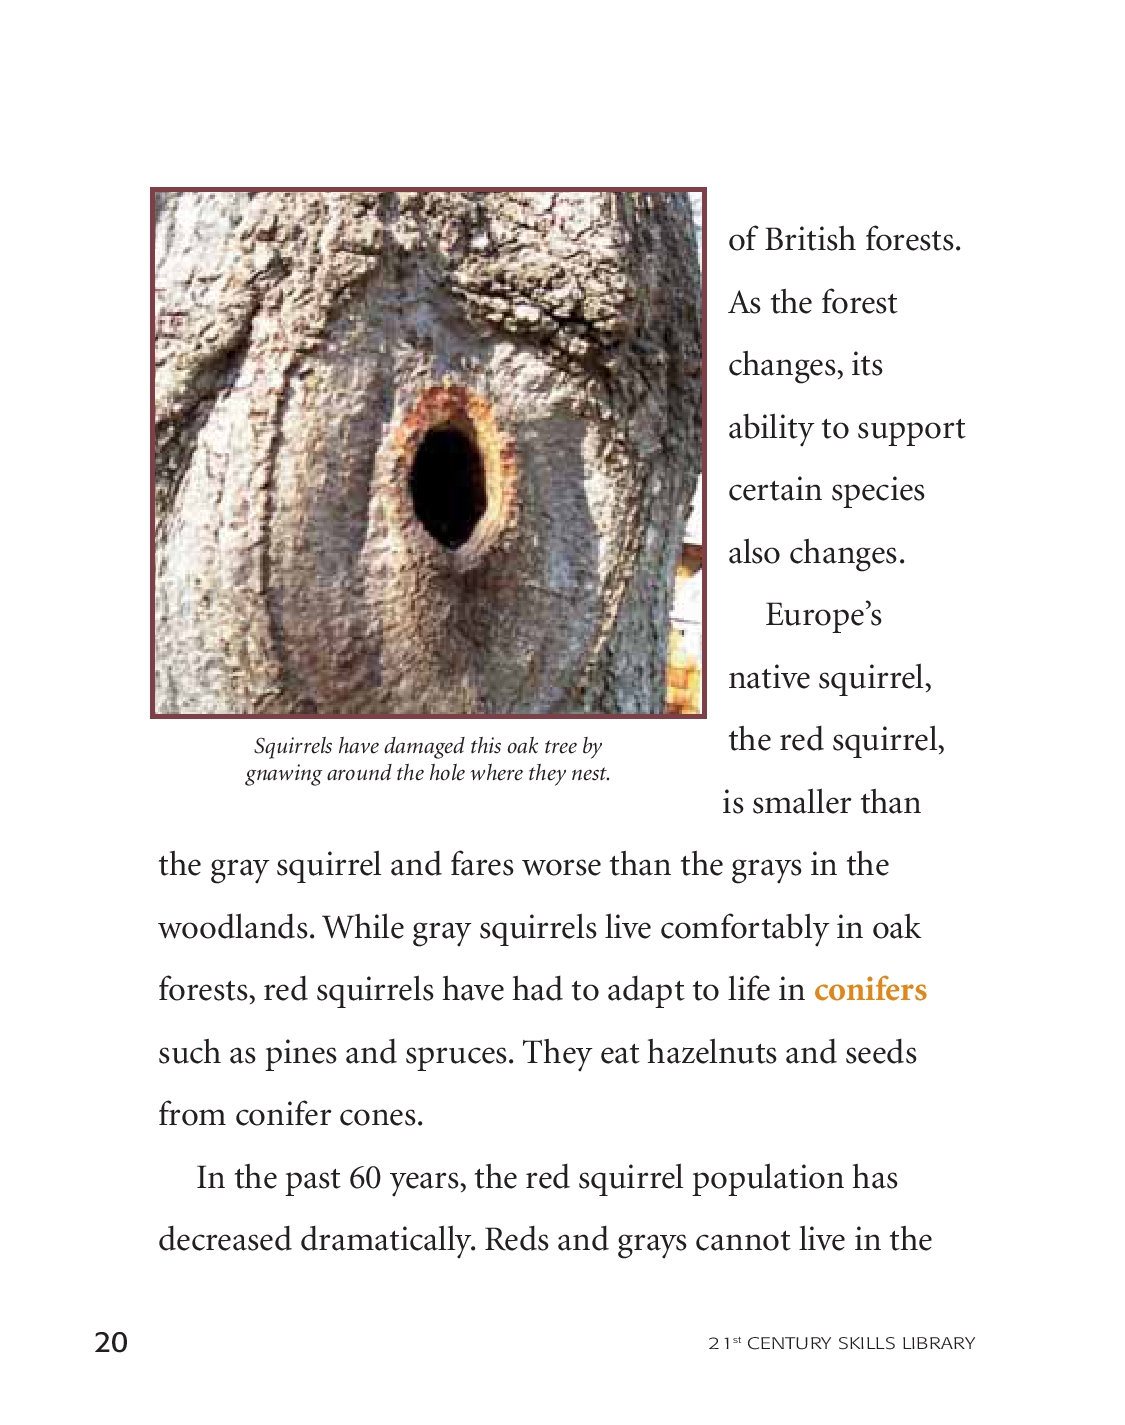 of British forests.
As the forest
changes, its
ability to support
certain species
also changes.
Europe’s
native squirrel,
the red squirrel,
is smaller than
the gray squirrel and fares worse than the grays in the
woodlands. While gray squirrels live comfortably in oak
forests, red squirrels have had to adapt to life in conifers
such as pines and spruces. They eat hazelnuts and seeds
from conifer cones.
In the past 60 years, the red squirrel population has
decreased dramatically. Reds and grays cannot live in the
Squirrels have damaged this oak tree by
gnawing around the hole where they nest.
20
21st CENTURY SKILLS LIBRARY